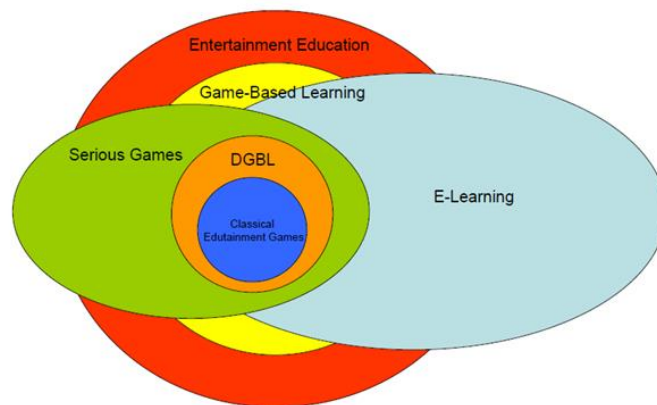 Entertainment Education
Game-Based Learning
Serious Games
DGBL
E-Learning
Classical
Edutainment Games